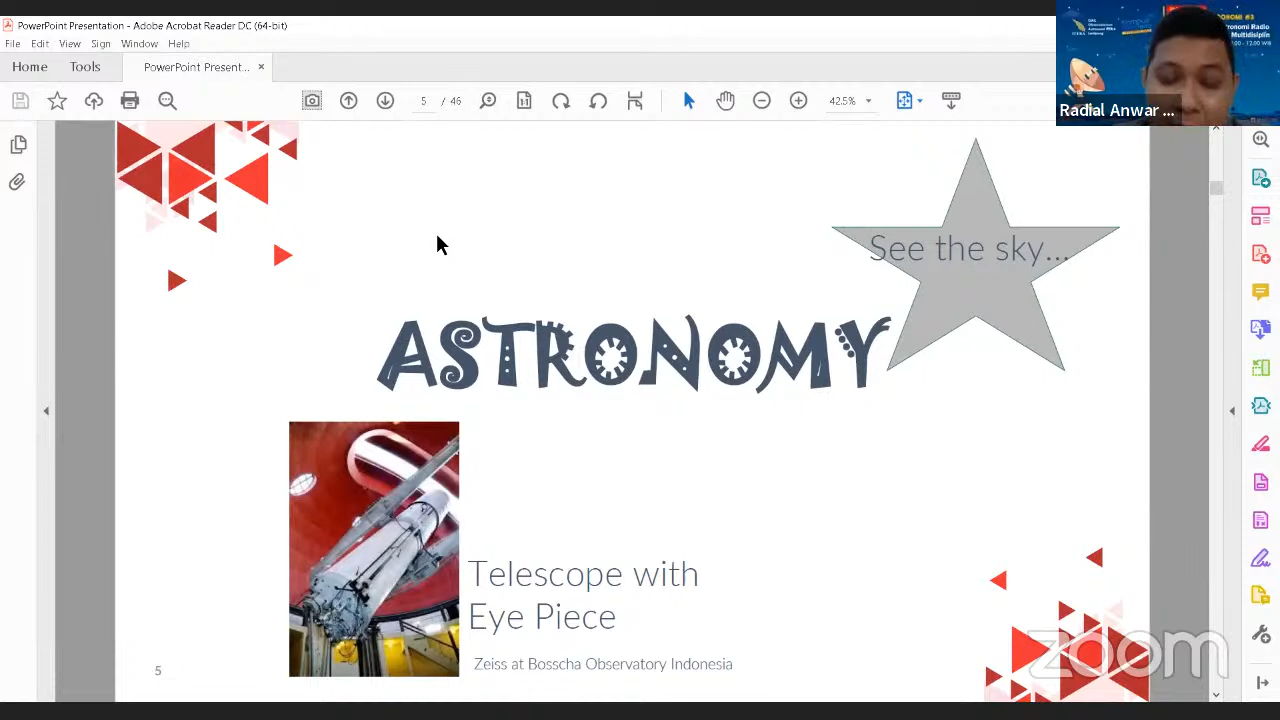 PowerPoint Presentation - Adobe Acrobat Reader DC (64-bit)
File Edit View Sign Window Help
Home Tools PowerPoint Present... ×
5 / 46 42.5%
Radial Anwar ...
See the sky...
ASTRONOMY
Telescope with
Eye Piece
Zeiss at Bosscha Observatory Indonesia
5
zoom